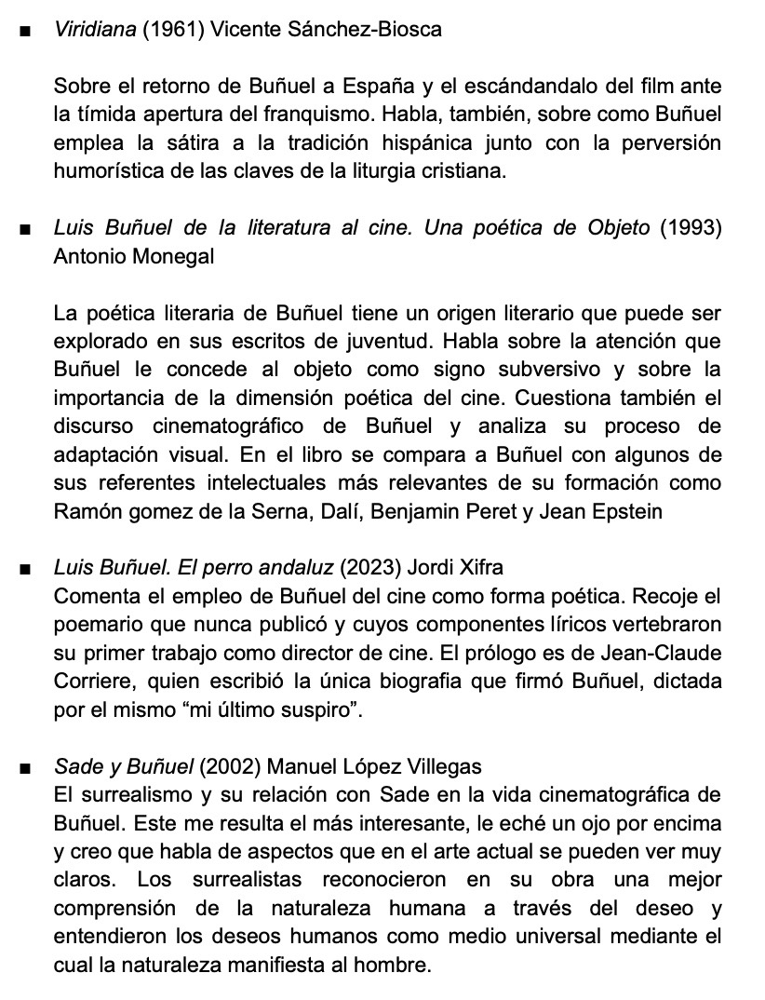 ▪ Viridiana (1961) Vicente Sánchez-Biosca
Sobre el retorno de Buñuel a España y el escándandalo del film ante
la tímida apertura del franquismo. Habla, también, sobre como Buñuel
emplea la sátira a la tradición hispánica junto con la perversión
humorística de las claves de la liturgia cristiana.
▪ Luis Buñuel de la literatura al cine. Una poética de Objeto (1993)
Antonio Monegal
La poética literaria de Buñuel tiene un origen literario que puede ser
explorado en sus escritos de juventud. Habla sobre la atención que
Buñuel le concede al objeto como signo subversivo y sobre la
importancia de la dimensión poética del cine. Cuestiona también el
discurso cinematográfico de Buñuel y analiza su proceso de
adaptación visual. En el libro se compara a Buñuel con algunos de
sus referentes intelectuales más relevantes de su formación como
Ramón gomez de la Serna, Dalí, Benjamin Peret y Jean Epstein
▪ Luis Buñuel. El perro andaluz (2023) Jordi Xifra
Comenta el empleo de Buñuel del cine como forma poética. Recoje el
poemario que nunca publicó y cuyos componentes líricos vertebraron
su primer trabajo como director de cine. El prólogo es de Jean-Claude
Corriere, quien escribió la única biografia que firmó Buñuel, dictada
por el mismo “mi último suspiro”.
▪ Sade y Buñuel (2002) Manuel López Villegas
El surrealismo y su relación con Sade en la vida cinematográfica de
Buñuel. Este me resulta el más interesante, le eché un ojo por encima
y creo que habla de aspectos que en el arte actual se pueden ver muy
claros. Los surrealistas reconocieron en su obra una mejor
comprensión de la naturaleza humana a través del deseo y
entendieron los deseos humanos como medio universal mediante el
cual la naturaleza manifiesta al hombre.